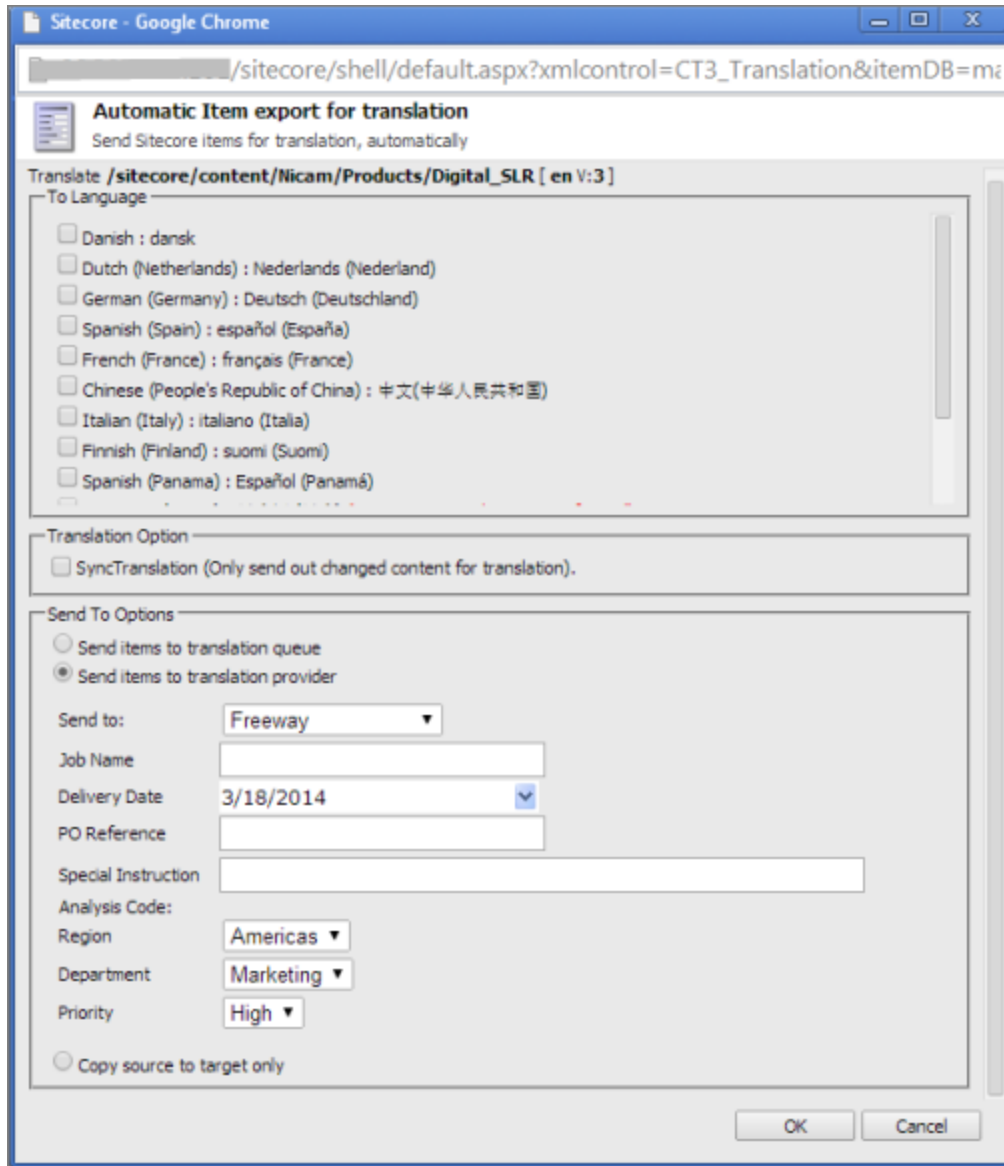 Sitecore - Google Chrome
/sitecore/shell/default.aspx?xmlcontrol=CT3_Translation&itemDB=ma
Automatic Item export for translation
Send Sitecore items for translation, automatically
Translate /sitecore/content/Nicam/Products/Digital_SLR [ en V:3 ]
To Language
Danish : dansk
Dutch (Netherlands) : Nederlands (Nederland)
German (Germany) : Deutsch (Deutschland)
Spanish (Spain) : español (España)
French (France) : français (France)
Chinese (People's Republic of China) : 中文(中华人民共和国)
Italian (Italy) : italiano (Italia)
Finnish (Finland) : suomi (Suomi)
Spanish (Panama) : Español (Panamá)
Translation Option
SyncTranslation (Only send out changed content for translation).
Send To Options
Send items to translation queue
Send items to translation provider
Send to: Freeway
Job Name
Delivery Date 3/18/2014
PO Reference
Special Instruction
Analysis Code:
Region Americas
Department Marketing
Priority High
Copy source to target only
OK Cancel